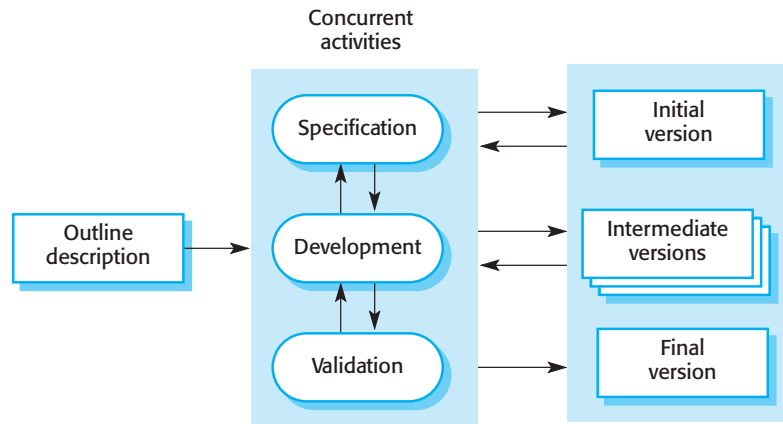 Concurrent
activities
Specification
Initial
version
Outline
description
Development
Intermediate
versions
Validation
Final
version